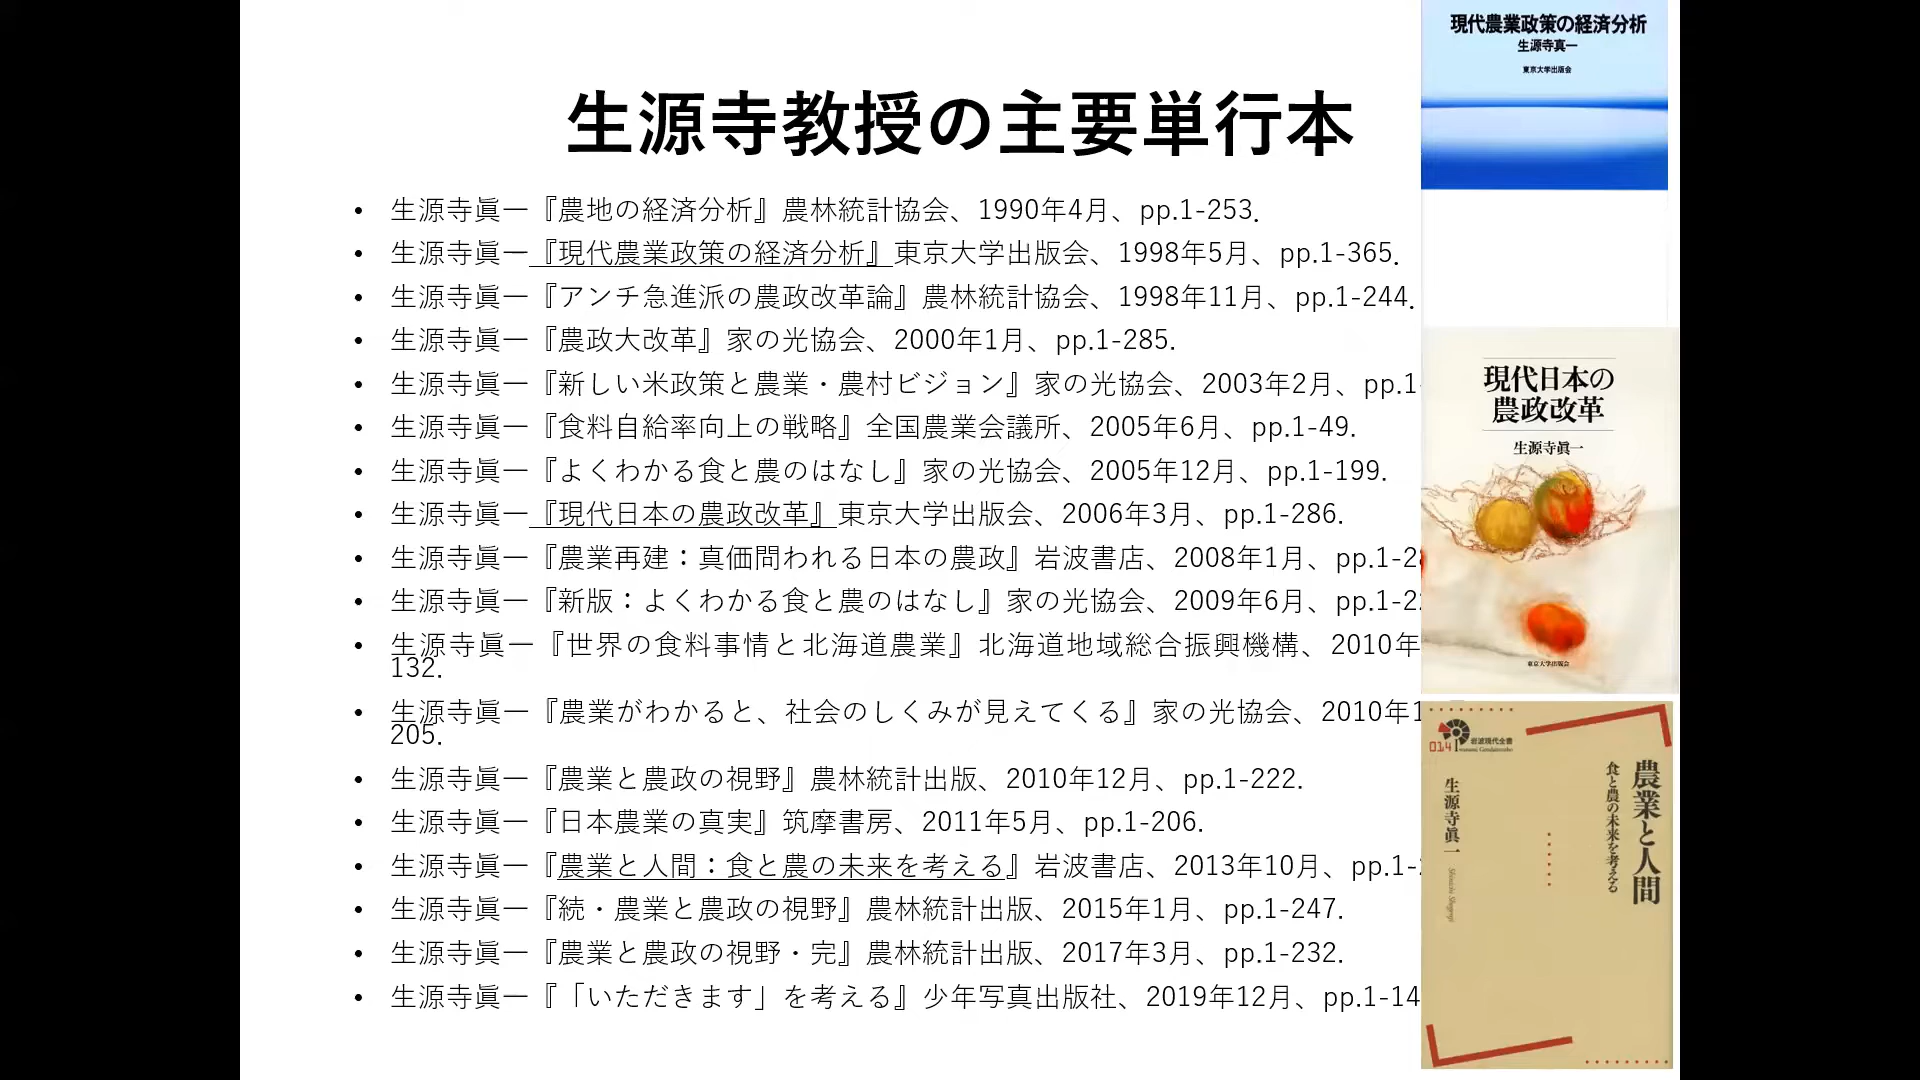 生源寺教授の主要単行本
• 生源寺眞一『農地の経済分析』農林統計協会、1990年4月、pp.1-253.
• 生源寺眞一『現代農業政策の経済分析』東京大学出版会、1998年5月、pp.1-365.
• 生源寺眞一『アンチ急進派の農政改革論』農林統計協会、1998年11月、pp.1-244.
• 生源寺眞一『農政大改革』家の光協会、2000年1月、pp.1-285.
• 生源寺眞一『新しい米政策と農業・農村ビジョン』家の光協会、2003年2月、pp.1-
• 生源寺眞一『食料自給率向上の戦略』全国農業会議所、2005年6月、pp.1-49.
• 生源寺眞一『よくわかる食と農のはなし』家の光協会、2005年12月、pp.1-199.
• 生源寺眞一『現代日本の農政改革』東京大学出版会、2006年3月、pp.1-286.
• 生源寺眞一『農業再建：真価問われる日本の農政』岩波書店、2008年1月、pp.1-2
• 生源寺眞一『新版：よくわかる食と農のはなし』家の光協会、2009年6月、pp.1-2
• 生源寺眞一『世界の食料事情と北海道農業』北海道地域総合振興機構、2010年
132.
• 生源寺眞一『農業がわかると、社会のしくみが見えてくる』家の光協会、2010年1
205.
• 生源寺眞一『農業と農政の視野』農林統計出版、2010年12月、pp.1-222.
• 生源寺眞一『日本農業の真実』筑摩書房、2011年5月、pp.1-206.
• 生源寺眞一『農業と人間：食と農の未来を考える』岩波書店、2013年10月、pp.1-
• 生源寺眞一『続・農業と農政の視野』農林統計出版、2015年1月、pp.1-247.
• 生源寺眞一『農業と農政の視野・完』農林統計出版、2017年3月、pp.1-232.
• 生源寺眞一『「いただきます」を考える』少年写真出版社、2019年12月、pp.1-14
現代農業政策の経済分析
生源寺真一
東京大学出版会
現代日本の
農政改革
生源寺眞一
東京大学出版会
014
岩波現代全書
農業と人間
食と農の未来を考える
生源寺眞一